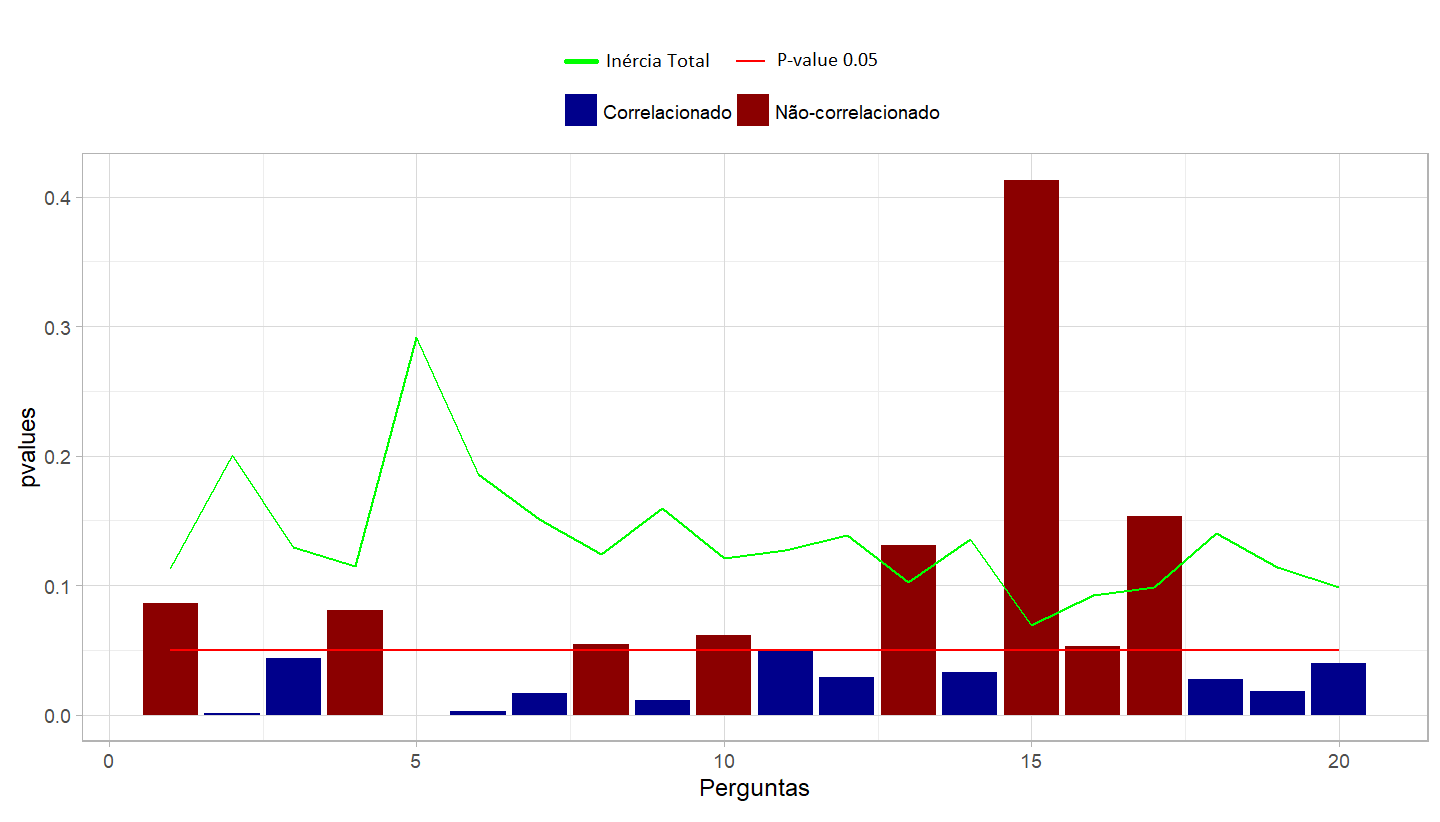 Inércia Total P-value 0.05
Correlacionado Não-correlacionado
0.4
0.3
0.2
0.1
0.0
pvalues
0 5 10 15 20
Perguntas